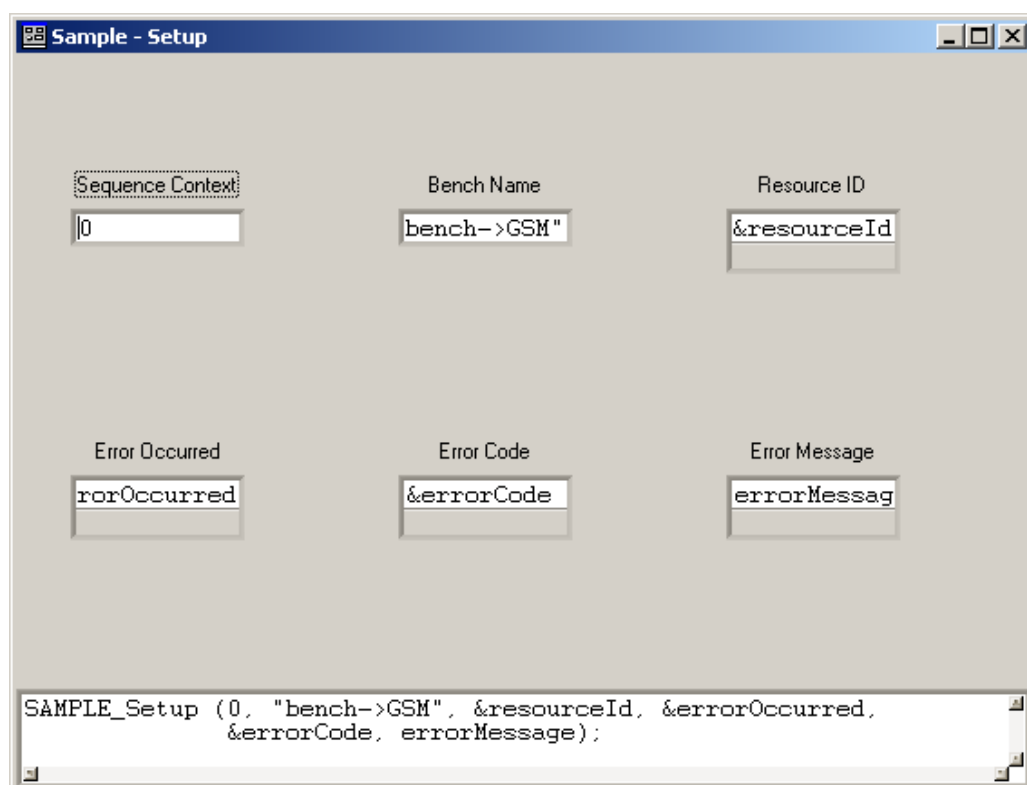 Sample - Setup
Sequence Context Bench Name Resource ID
0 bench->GSM" &resourceId
Error Occurred Error Code Error Message
rorOccurred &errorCode errorMessag
SAMPLE_Setup (0, "bench->GSM", &resourceId, &errorOccurred,
&errorCode, errorMessage);